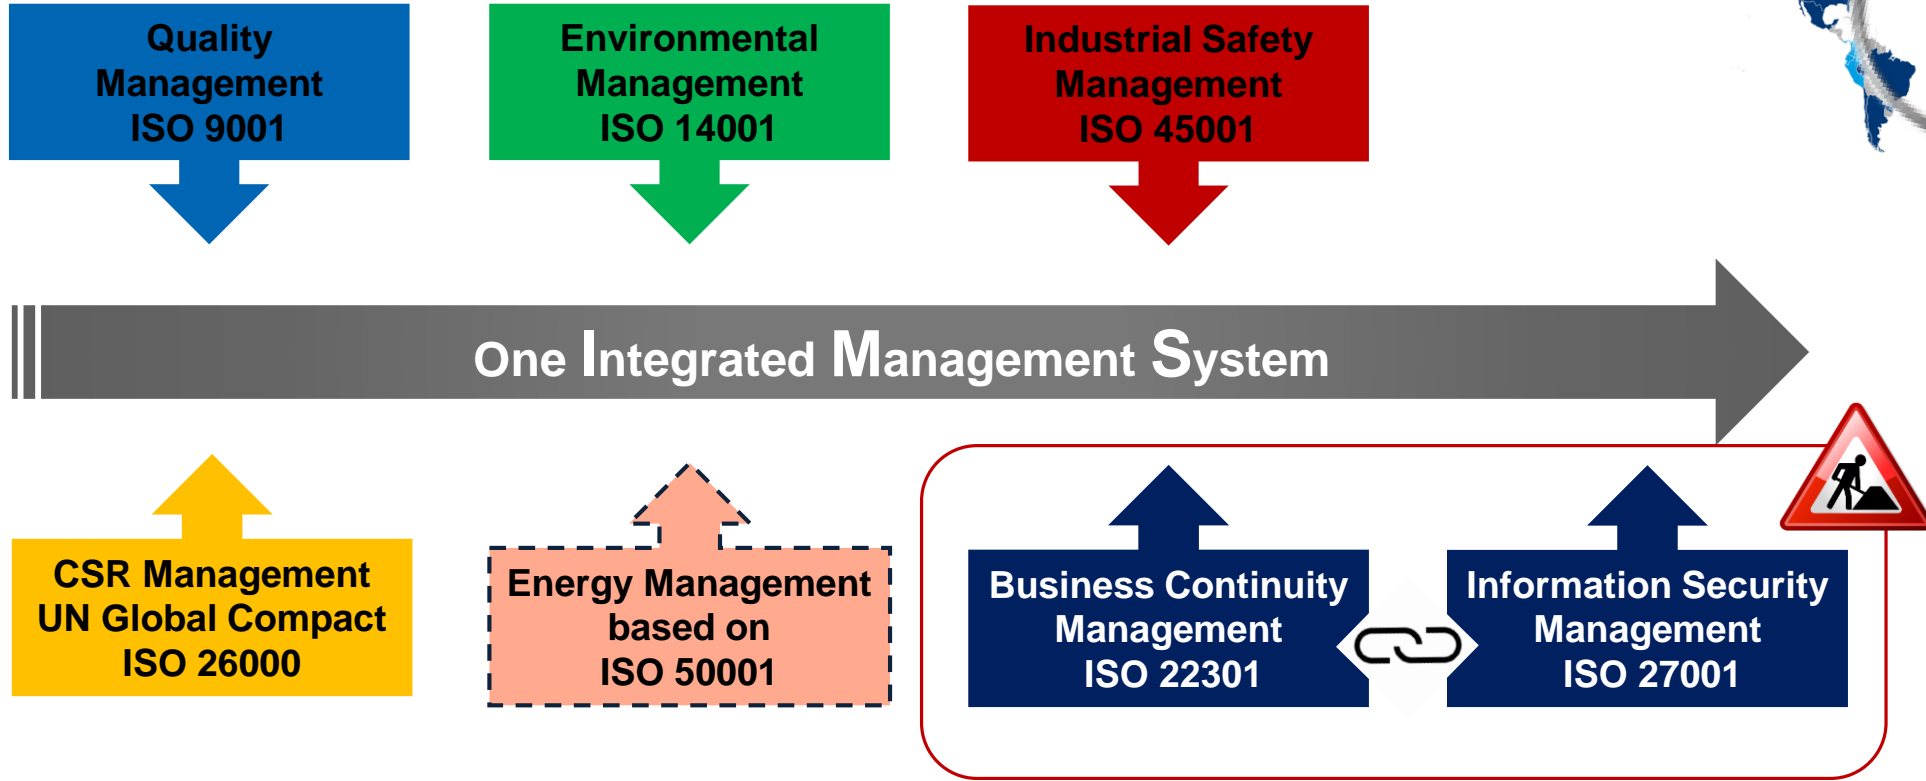 Quality
Management
ISO 9001
Environmental
Management
ISO 14001
Industrial Safety
Management
ISO 45001
One Integrated Management System
CSR Management
UN Global Compact
ISO 26000
Energy Management
based on
ISO 50001
Business Continuity
Management
ISO 22301
Information Security
Management
ISO 27001